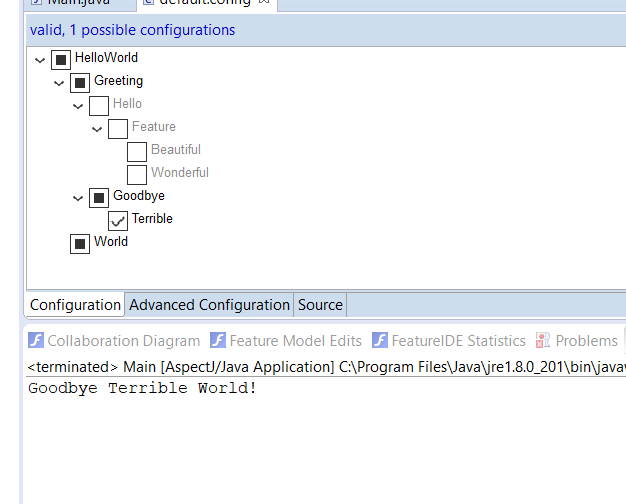 Main.java default.config
valid, 1 possible configurations
HelloWorld
Greeting
Hello
Feature
Beautiful
Wonderful
Goodbye
Terrible
World
Configuration Advanced Configuration Source
Collaboration Diagram Feature Model Edits FeatureIDE Statistics Problems
<terminated> Main [AspectJ/Java Application] C:\Program Files\Java\jre1.8.0_201\bin\javaw
Goodbye Terrible World!